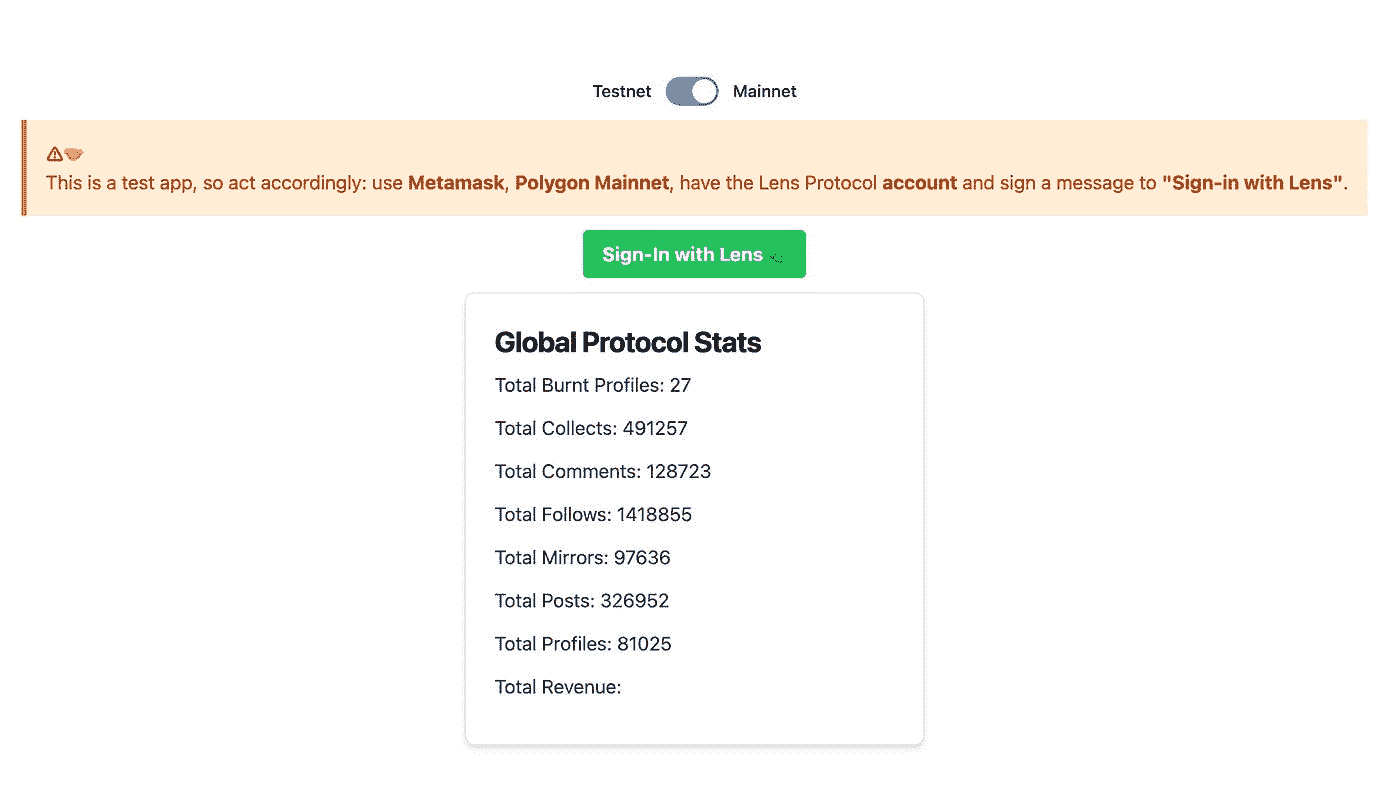 Testnet Mainnet
This is a test app, so act accordingly: use Metamask, Polygon Mainnet, have the Lens Protocol account and sign a message to "Sign-in with Lens".
Sign-In with Lens
Global Protocol Stats
Total Burnt Profiles: 27
Total Collects: 491257
Total Comments: 128723
Total Follows: 1418855
Total Mirrors: 97636
Total Posts: 326952
Total Profiles: 81025
Total Revenue: